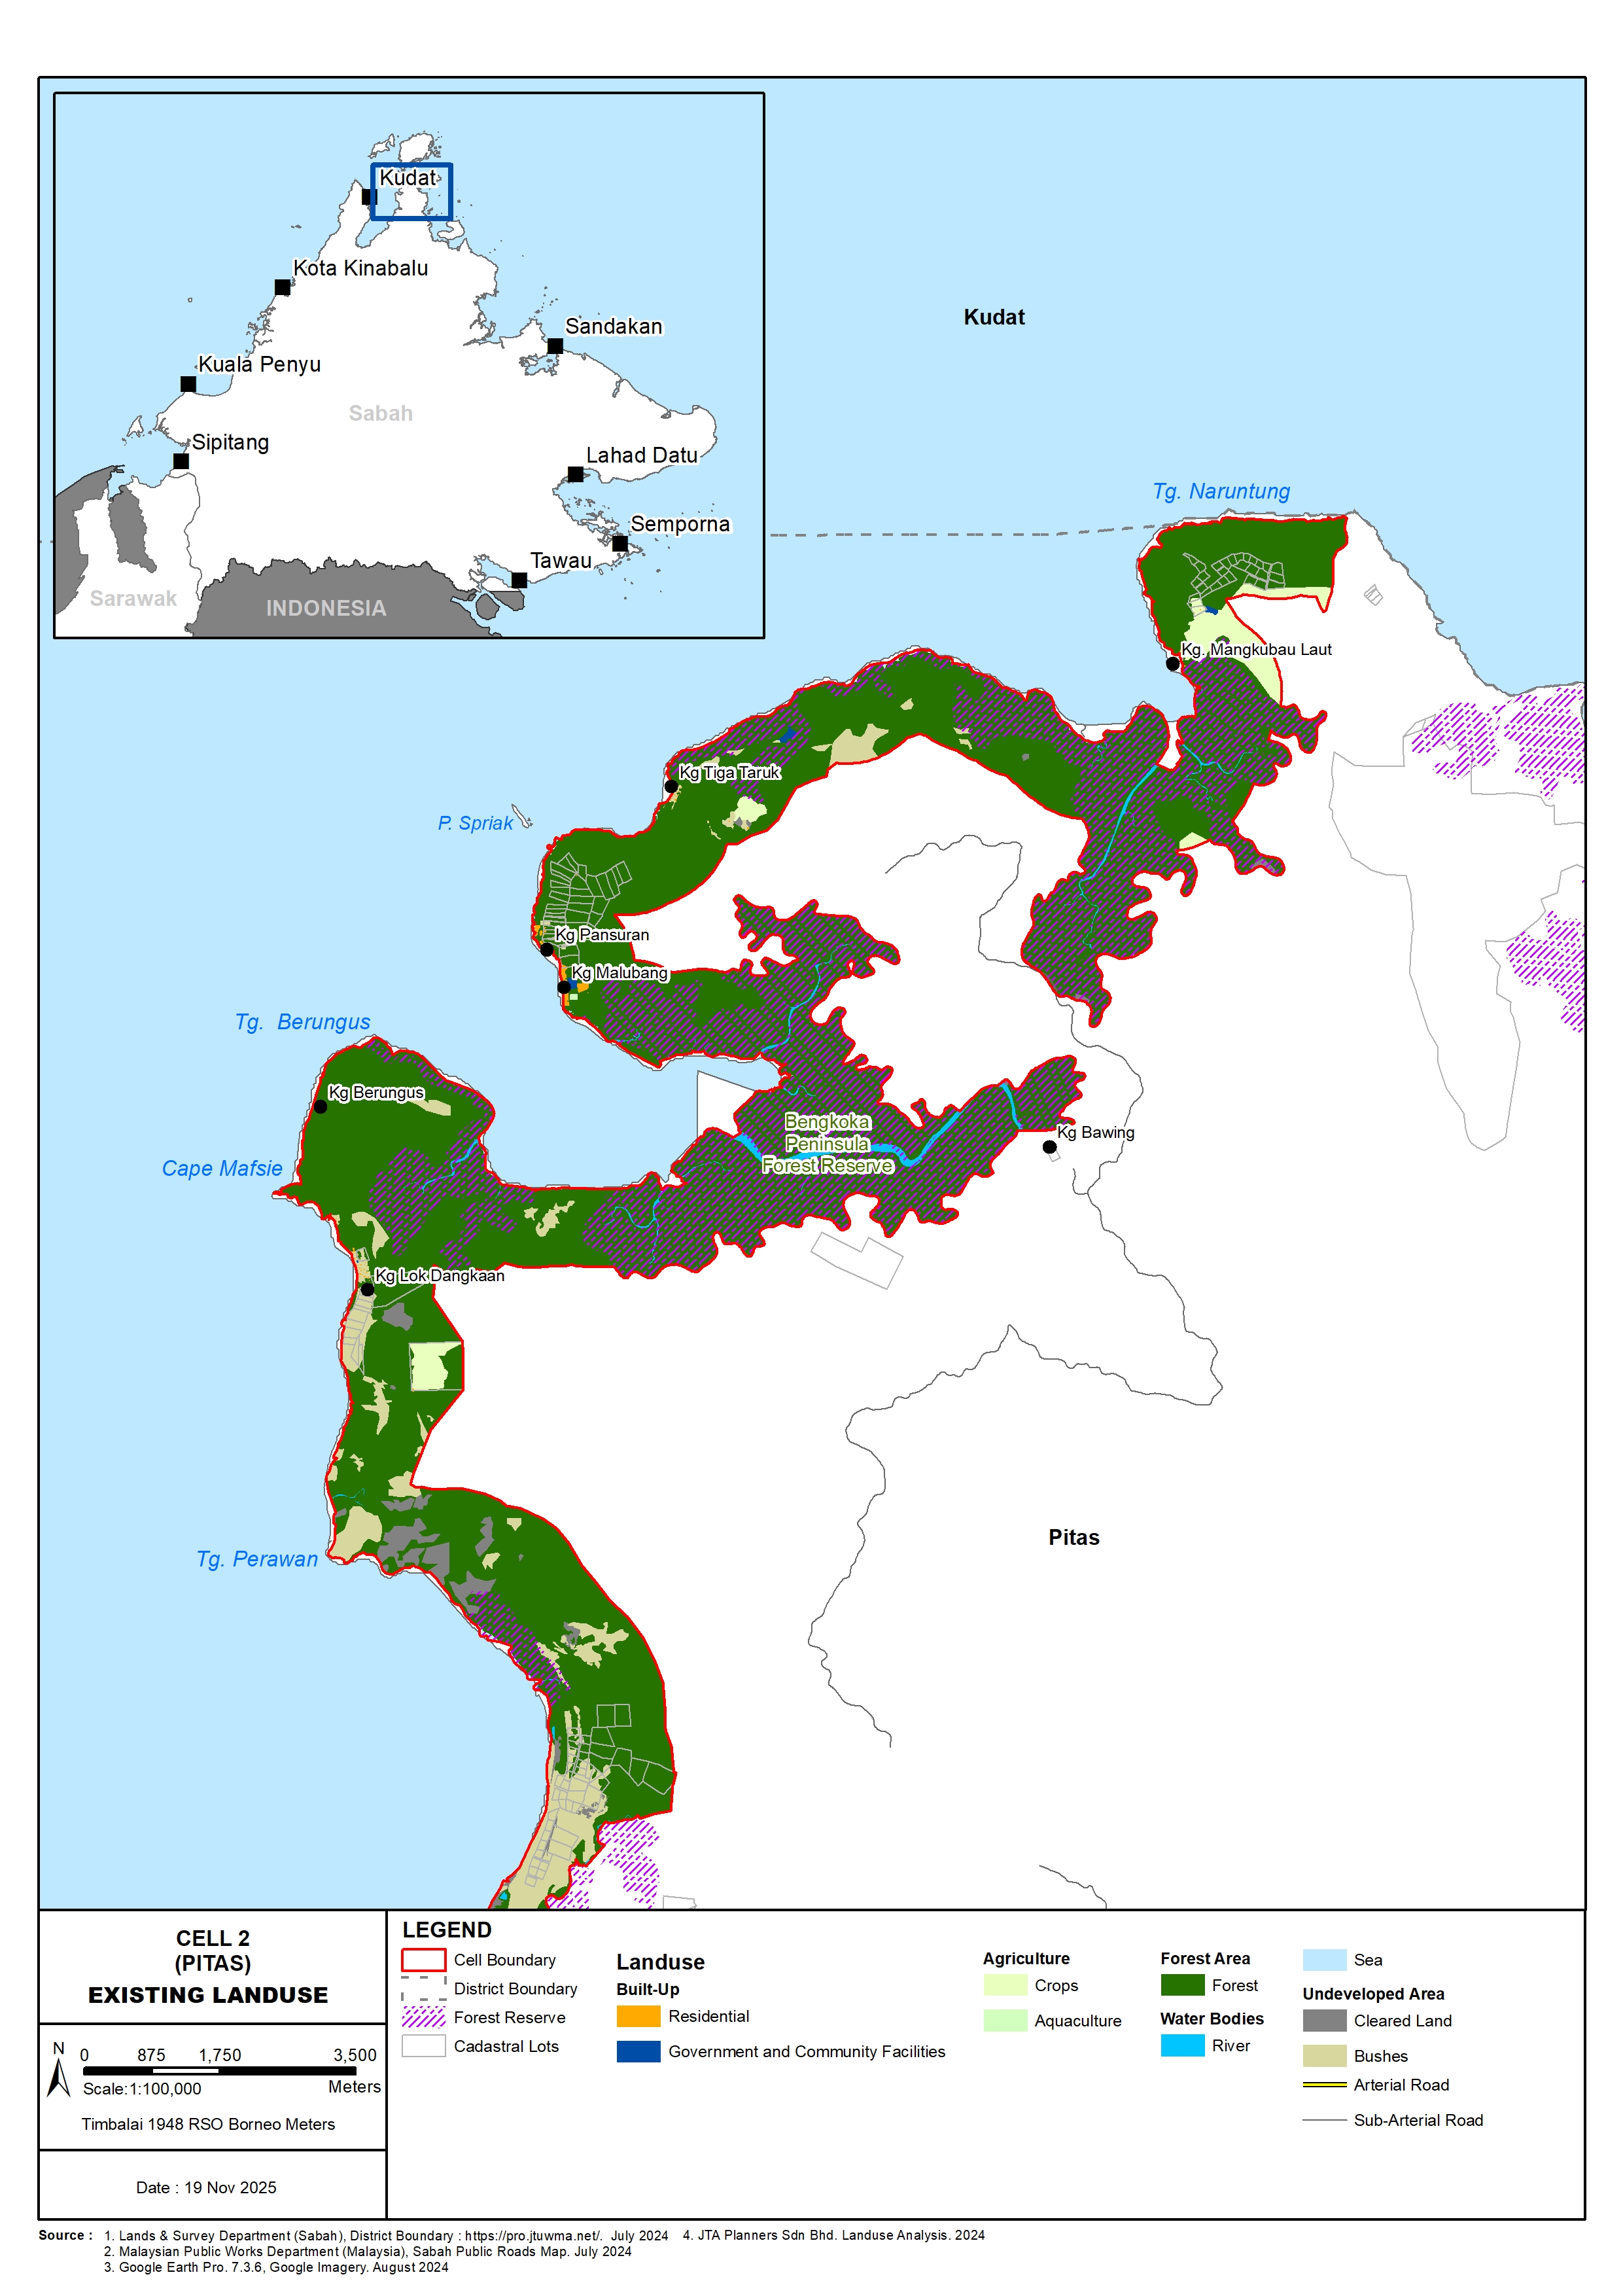 Kudat
Kota Kinabalu
Sandakan
Kuala Penyu
Sabah
Sipitang
Lahad Datu
Semporna
Tawau
Sarawak
INDONESIA
Kudat
Tg. Naruntung
Kg. Mangkubau Laut
Kg Tiga Taruk
P. Spriak
Kg Pansuran
Kg Malubang
Tg.  Berungus
Kg Berungus
Bengkoka
Peninsula
Forest Reserve
Kg Bawing
Cape Mafsie
Kg Lok Dangkaan
Pitas
Tg. Perawan
CELL 2
(PITAS)
EXISTING LANDUSE
N
0 875 1,750 3,500
Scale:1:100,000 Meters
Timbalai 1948 RSO Borneo Meters
Date : 19 Nov 2025
LEGEND
Cell Boundary
District Boundary
Forest Reserve
Cadastral Lots
Landuse
Built-Up
Residential
Government and Community Facilities
Agriculture
Crops
Aquaculture
Forest Area
Forest
Water Bodies
River
Sea
Undeveloped Area
Cleared Land
Bushes
Arterial Road
Sub-Arterial Road
Source : 1. Lands & Survey Department (Sabah), District Boundary : https://pro.jtuwma.net/.  July 2024 4. JTA Planners Sdn Bhd. Landuse Analysis. 2024
2. Malaysian Public Works Department (Malaysia), Sabah Public Roads Map. July 2024
3. Google Earth Pro. 7.3.6, Google Imagery. August 2024